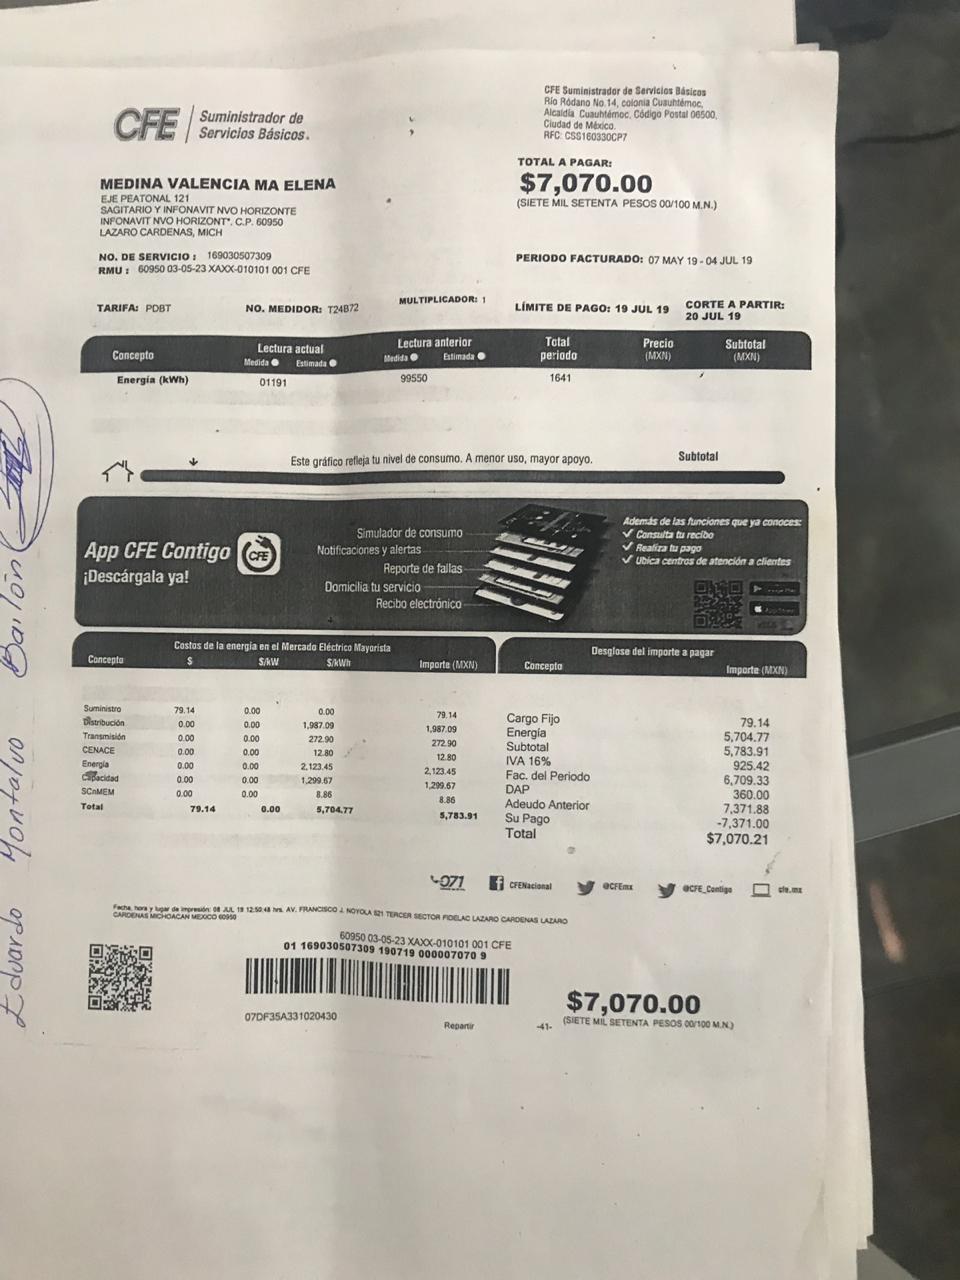 CFE Suministrador de
Servicios Básicos®
CFE Suministrador de Servicios Básicos
Río Ródano No.14, colonia Cuauhtémoc,
Alcaldía Cuauhtémoc, Código Postal 06500,
Ciudad de México.
RFC: CSS160330CP7
TOTAL A PAGAR:
$7,070.00
(SIETE MIL SETENTA PESOS 00/100 M.N.)
MEDINA VALENCIA MA ELENA
EJE PEATONAL 121
SAGITARIO Y INFONAVIT NVO HORIZONTE
INFONAVIT NVO HORIZONT*. C.P. 60950
LAZARO CARDENAS, MICH
NO. DE SERVICIO : 169030507309
RMU : 60950 03-05-23 XAXX-010101 001 CFE
PERIODO FACTURADO: 07 MAY 19 - 04 JUL 19
TARIFA: PDBT NO. MEDIDOR: T24B72 MULTIPLICADOR: 1 LÍMITE DE PAGO: 19 JUL 19 CORTE A PARTIR:
20 JUL 19
Concepto Lectura actual Lectura anterior Total periodo Precio (MXN) Subtotal (MXN)
Medida Estimada Medida Estimada
Energía (kWh) 01191 99550 1641
Este gráfico refleja tu nivel de consumo. A menor uso, mayor apoyo. Subtotal
App CFE Contigo CFE
¡Descárgala ya!
Simulador de consumo
Notificaciones y alertas
Reporte de fallas
Domicilia tu servicio
Recibo electrónico
Además de las funciones que ya conoces:
Consulta tu recibo
Realiza tu pago
Ubica centros de atención a clientes
App Store
Costos de la energía en el Mercado Eléctrico Mayorista
Concepto $ $/kW $/kWh Importe (MXN)
Suministro 79.14 0.00 0.00 79.14
Distribución 0.00 0.00 1,987.09 1,987.09
Transmisión 0.00 0.00 272.90 272.90
CENACE 0.00 0.00 12.80 12.80
Energía 0.00 0.00 2,123.45 2,123.45
Capacidad 0.00 0.00 1,299.67 1,299.67
SCnMEM 0.00 0.00 8.86 8.86
Total 79.14 0.00 5,704.77 5,783.91
Desglose del importe a pagar
Concepto Importe (MXN)
Cargo Fijo 79.14
Energía 5,704.77
Subtotal 5,783.91
IVA 16% 925.42
Fac. del Periodo 6,709.33
DAP 360.00
Adeudo Anterior 7,371.88
Su Pago -7,371.00
Total $7,070.21
071 CFENacional @CFEmx @CFE_Contigo cfe.mx
Fecha, hora y lugar de impresión: 08 JUL 19 12:50:48 hrs. AV. FRANCISCO J. NOYOLA 521 TERCER SECTOR FIDELAC LAZARO CARDENAS LAZARO
CARDENAS MICHOACAN MEXICO 60950
60950 03-05-23 XAXX-010101 001 CFE
01 169030507309 190719 000007070 9
07DF35A331020430
Repartir
-41-
$7,070.00
(SIETE MIL SETENTA PESOS 00/100 M.N.)
Eduardo Montalvo Bailón